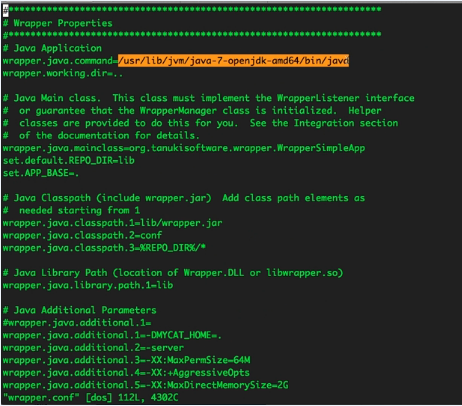 #*****************************************************************
# Wrapper Properties
#*****************************************************************
# Java Application
wrapper.java.command=/usr/lib/jvm/java-7-openjdk-amd64/bin/java
wrapper.working.dir=..
# Java Main class.  This class must implement the WrapperListener interface
#  or guarantee that the WrapperManager class is initialized.  Helper
#  classes are provided to do this for you.  See the Integration section
#  of the documentation for details.
wrapper.java.mainclass=org.tanukisoftware.wrapper.WrapperSimpleApp
set.default.REPO_DIR=lib
set.APP_BASE=.
# Java Classpath (include wrapper.jar)  Add class path elements as
#  needed starting from 1
wrapper.java.classpath.1=lib/wrapper.jar
wrapper.java.classpath.2=conf
wrapper.java.classpath.3=%REPO_DIR%/*
# Java Library Path (location of Wrapper.DLL or libwrapper.so)
wrapper.java.library.path.1=lib
# Java Additional Parameters
#wrapper.java.additional.1=
wrapper.java.additional.1=-DMYCAT_HOME=.
wrapper.java.additional.2=-server
wrapper.java.additional.3=-XX:MaxPermSize=64M
wrapper.java.additional.4=-XX:+AggressiveOpts
wrapper.java.additional.5=-XX:MaxDirectMemorySize=2G
"wrapper.conf" [dos] 112L, 4302C